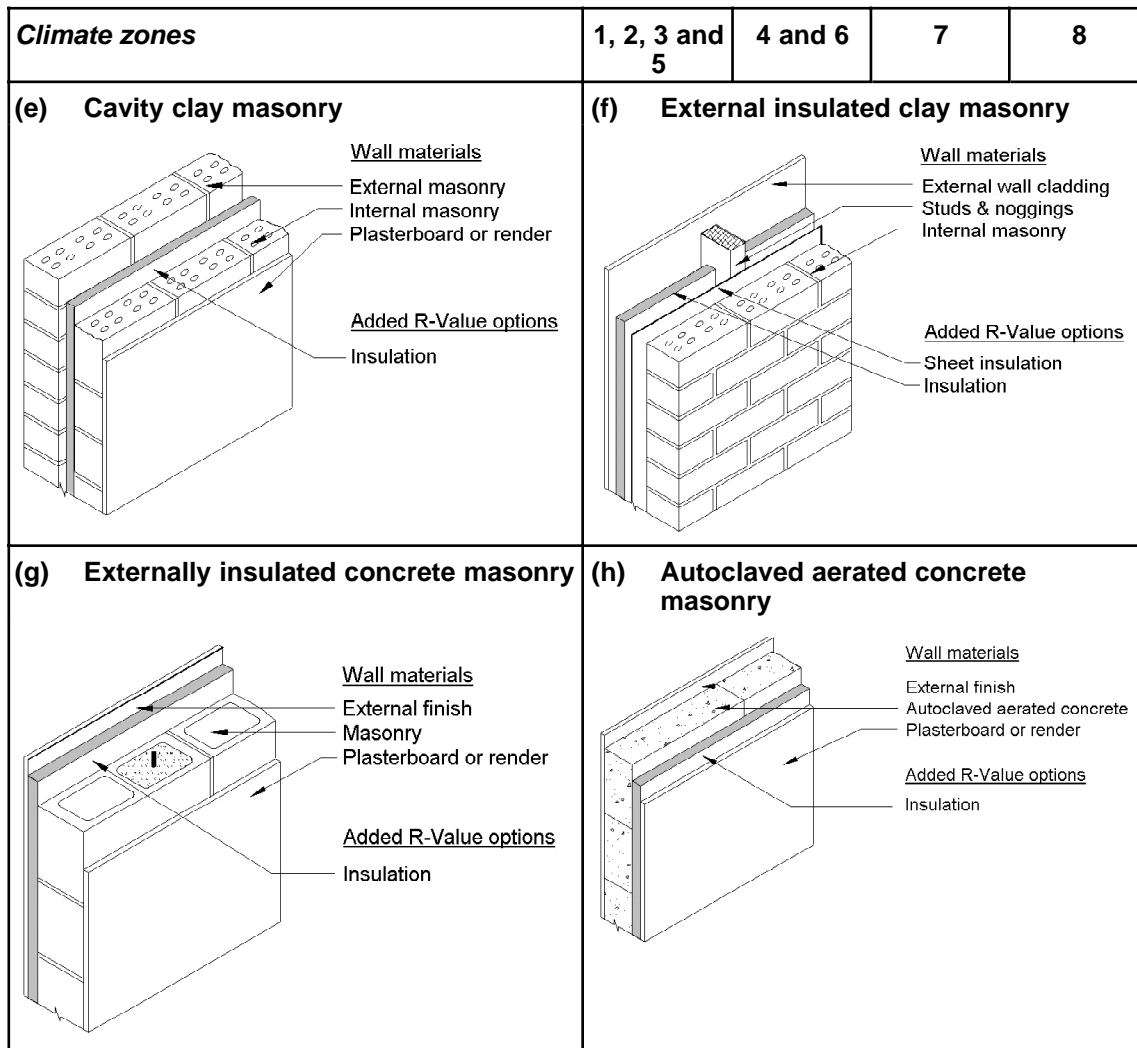 Climate zones 1, 2, 3 and 5 4 and 6 7 8
(e) Cavity clay masonry
Wall materials
External masonry
Internal masonry
Plasterboard or render
Added R-Value options
Insulation
(f) External insulated clay masonry
Wall materials
External wall cladding
Studs & noggings
Internal masonry
Added R-Value options
Sheet insulation
Insulation
(g) Externally insulated concrete masonry
Wall materials
External finish
Masonry
Plasterboard or render
Added R-Value options
Insulation
(h) Autoclaved aerated concrete
masonry
Wall materials
External finish
Autoclaved aerated concrete
Plasterboard or render
Added R-Value options
Insulation